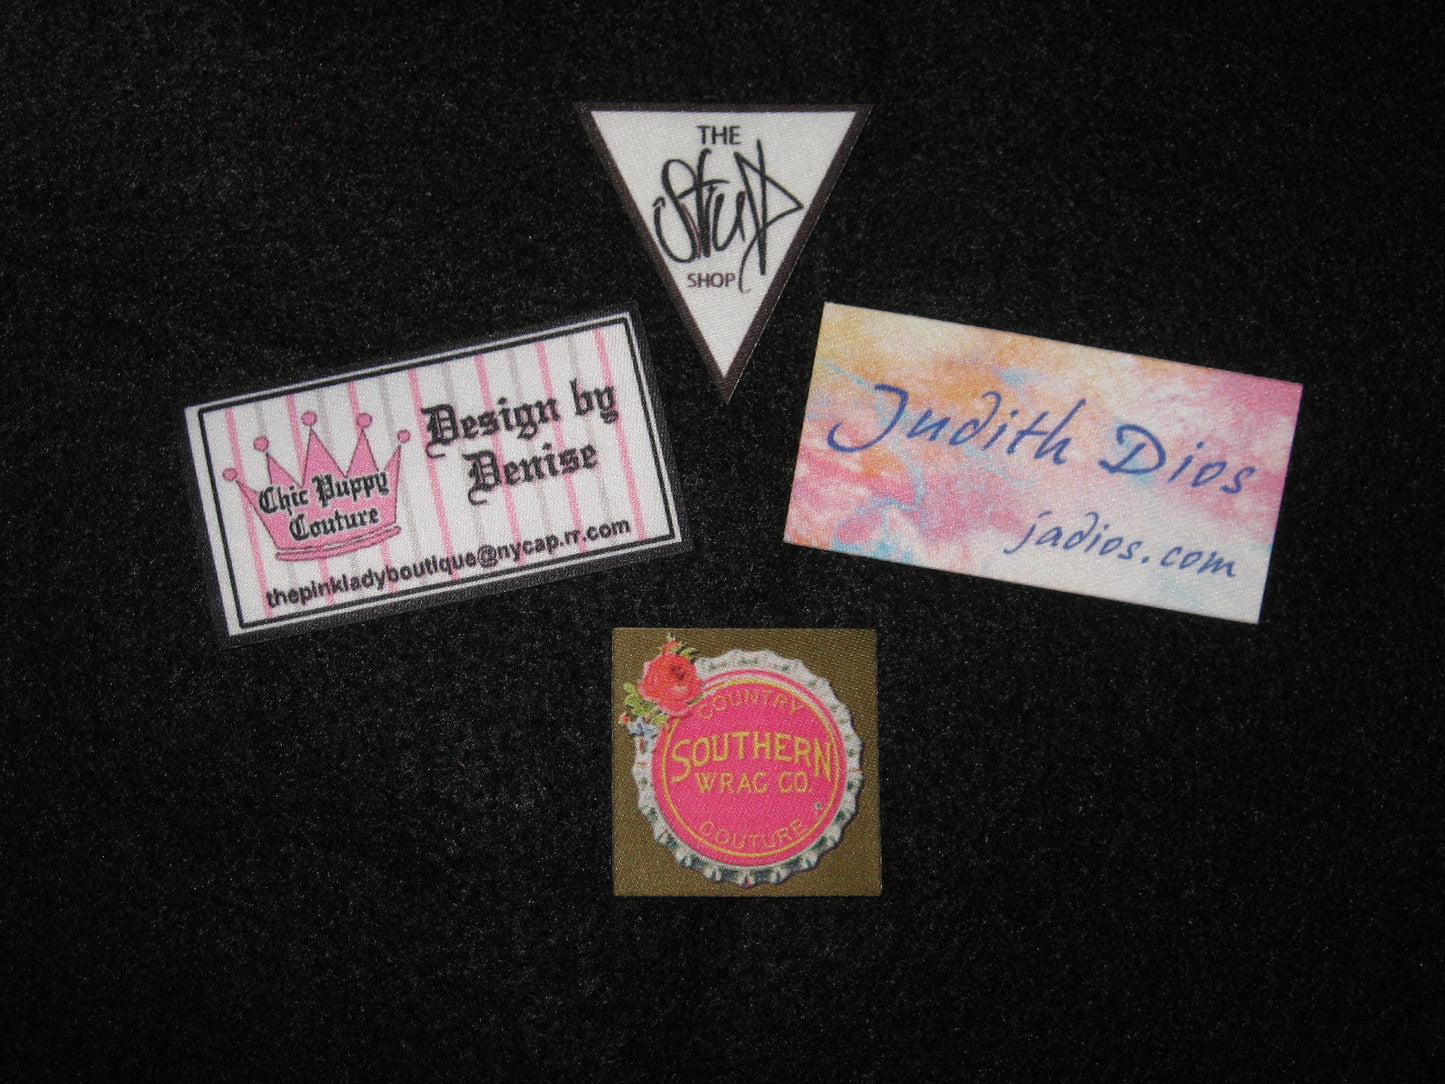 THE
SHOP
Chic Puppy
Couture
Design by
Denise
thepinkladyboutique@nycap.rr.com
Judith Dios
jadios.com
COUNTRY
SOUTHERN
WRAG CO.
COUTURE